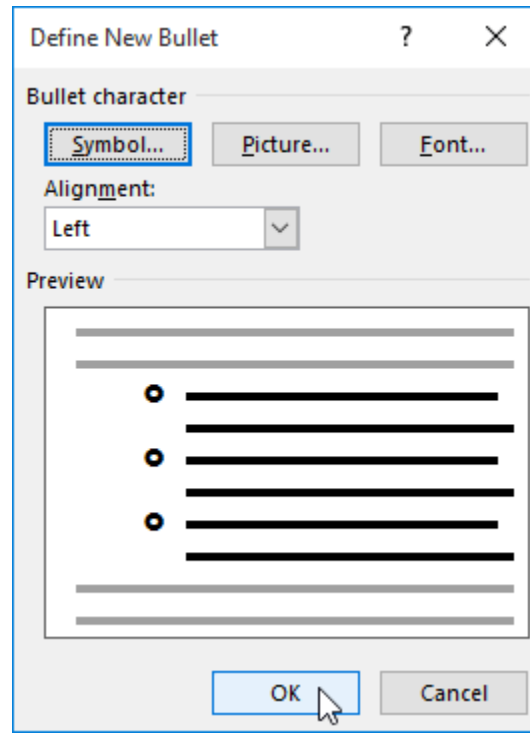 Define New Bullet ?
Bullet character
Symbol... Picture... Font...
Alignment:
Left
Preview
OK Cancel